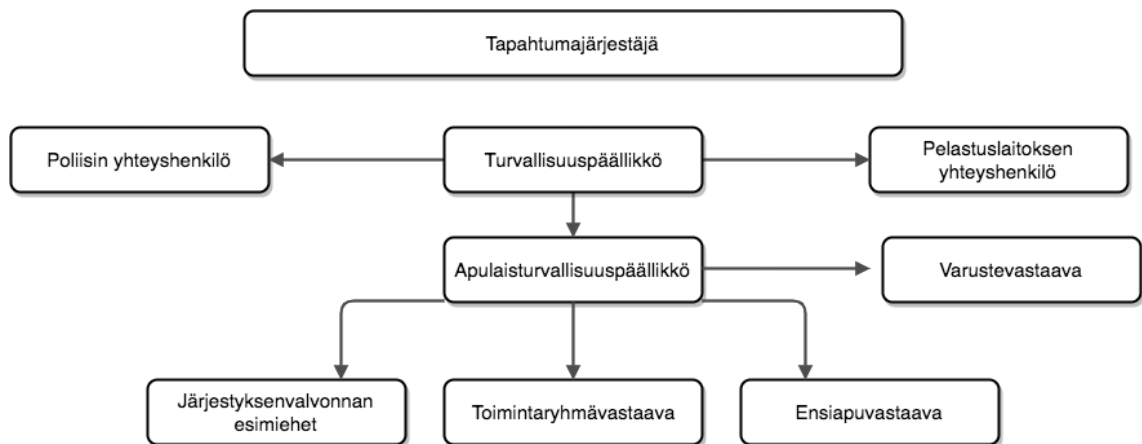 Tapahtumajärjestäjä
Poliisin yhteyshenkilö
Turvallisuuspäällikkö
Pelastuslaitoksen
yhteyshenkilö
Apulaisturvallisuuspäällikkö
Varustevastaava
Järjestyksenvalvonnan
esimiehet
Toimintaryhmävastaava
Ensiapuvastaava